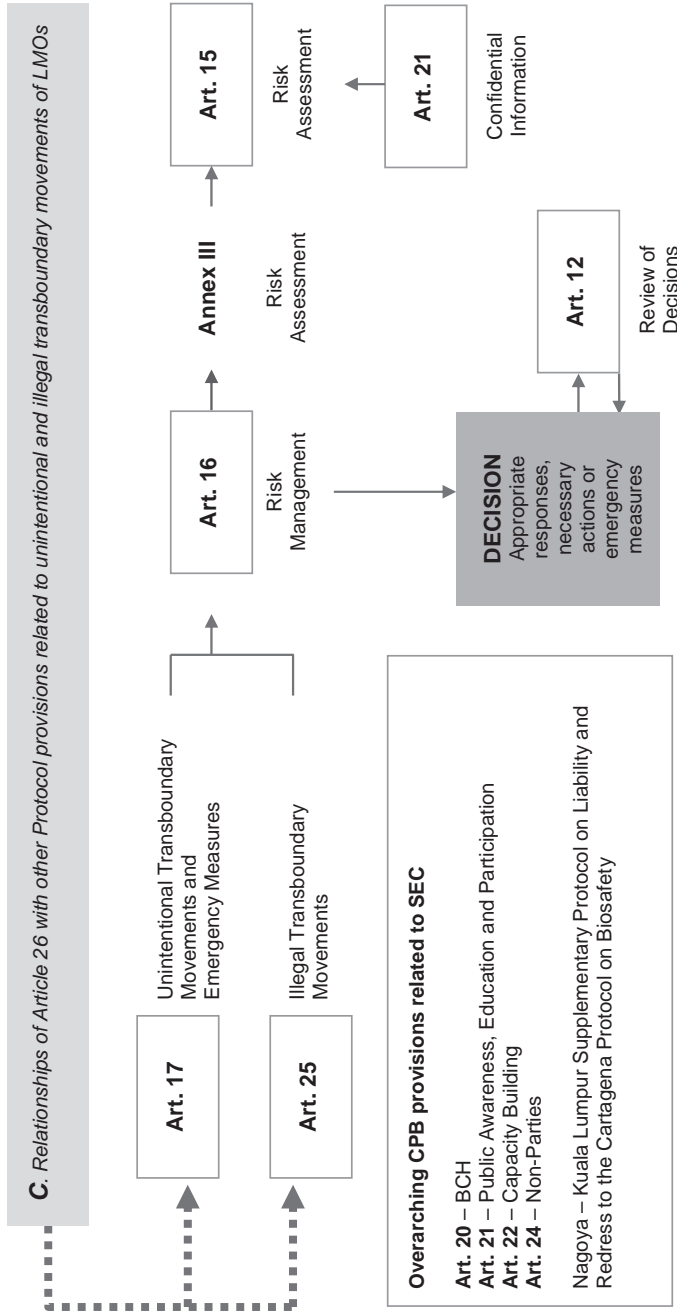 C. Relationships of Article 26 with other Protocol provisions related to unintentional and illegal transboundary movements of LMOs
Art. 17
Unintentional Transboundary
Movements and
Emergency Measures
Art. 25
Illegal Transboundary
Movements
Art. 16
Risk
Management
Annex III
Risk
Assessment
Art. 15
Risk
Assessment
Art. 21
Confidential
Information
DECISION
Appropriate
responses,
necessary
actions or
emergency
measures
Art. 12
Review of
Decisions
Overarching CPB provisions related to SEC
Art. 20 – BCH
Art. 21 – Public Awareness, Education and Participation
Art. 22 – Capacity Building
Art. 24 – Non-Parties
Nagoya – Kuala Lumpur Supplementary Protocol on Liability and
Redress to the Cartagena Protocol on Biosafety